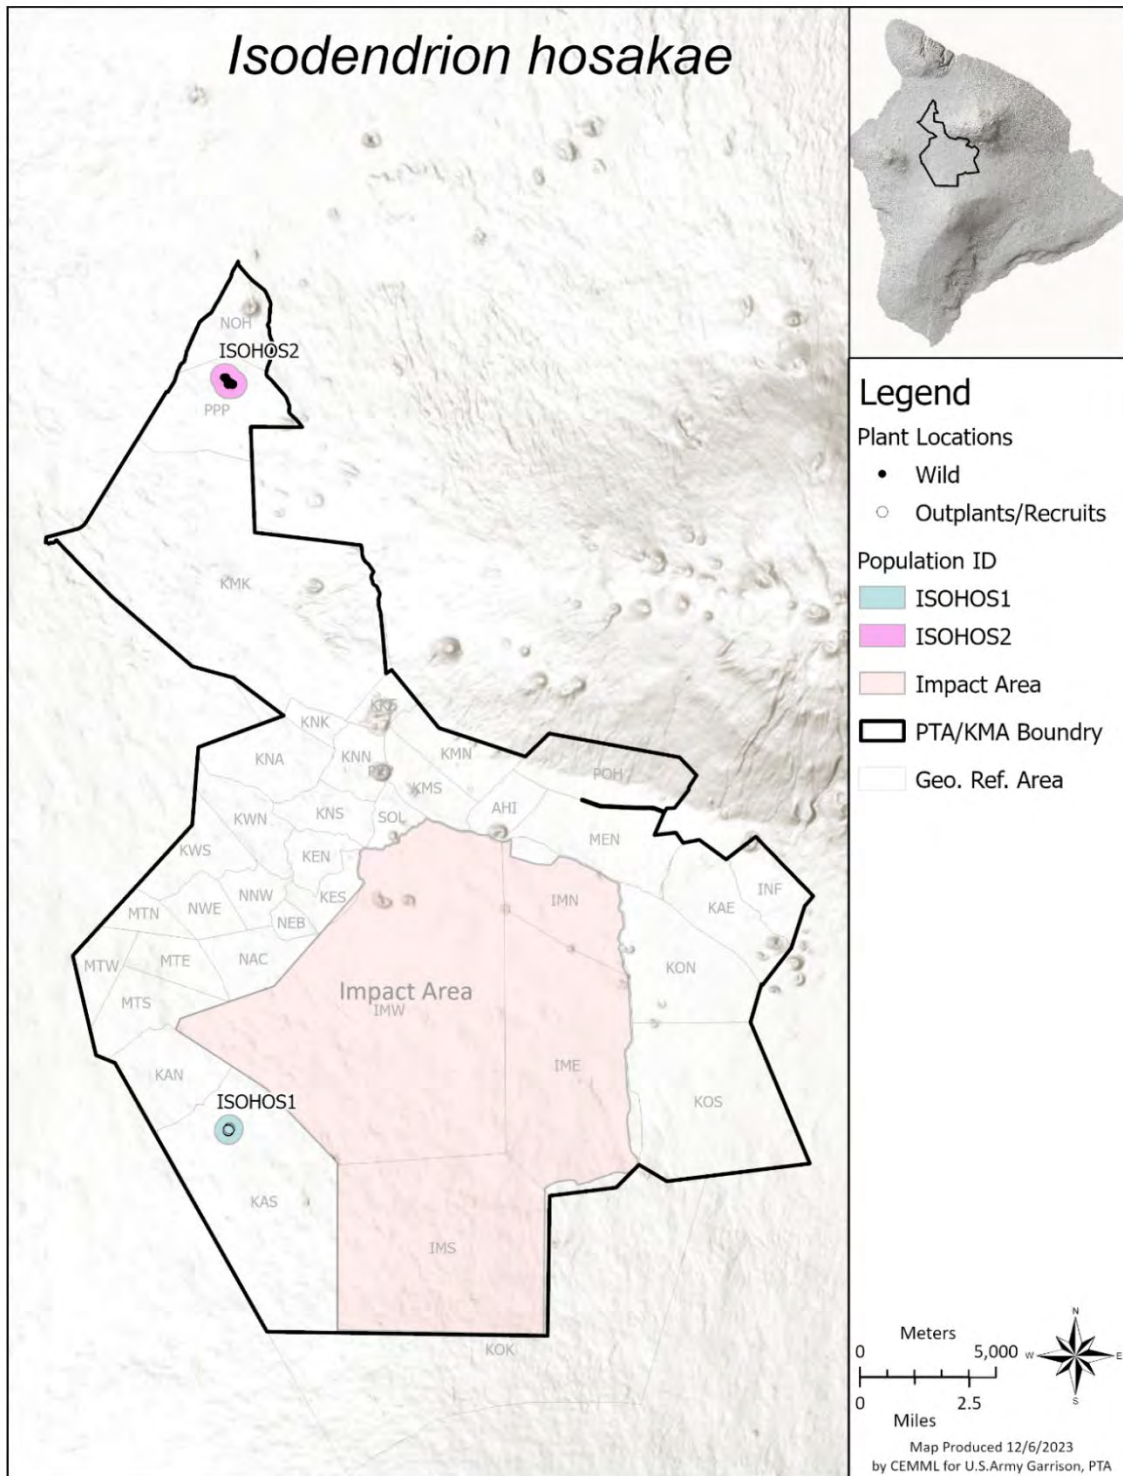 Isodendrion hosakae
NOH
ISOHOS2
PPP
KMK
KNK
KNA
KNN
KMN
POH
KMS
KWN
KNS
SOL
AHI
KWS
KEN
MEN
INF
NNW
KES
IMN
KAE
MTN
NWE
NEB
MTW
MTE
NAC
KON
MTS
Impact Area
IMW
KAN
IME
ISOHOS1
KOS
KAS
IMS
KOK
Legend
Plant Locations
Wild
Outplants/Recruits
Population ID
ISOHOS1
ISOHOS2
Impact Area
PTA/KMA Boundry
Geo. Ref. Area
Meters
0 5,000
0 2.5
Miles
N
W E
S
Map Produced 12/6/2023
by CEMML for U.S.Army Garrison, PTA